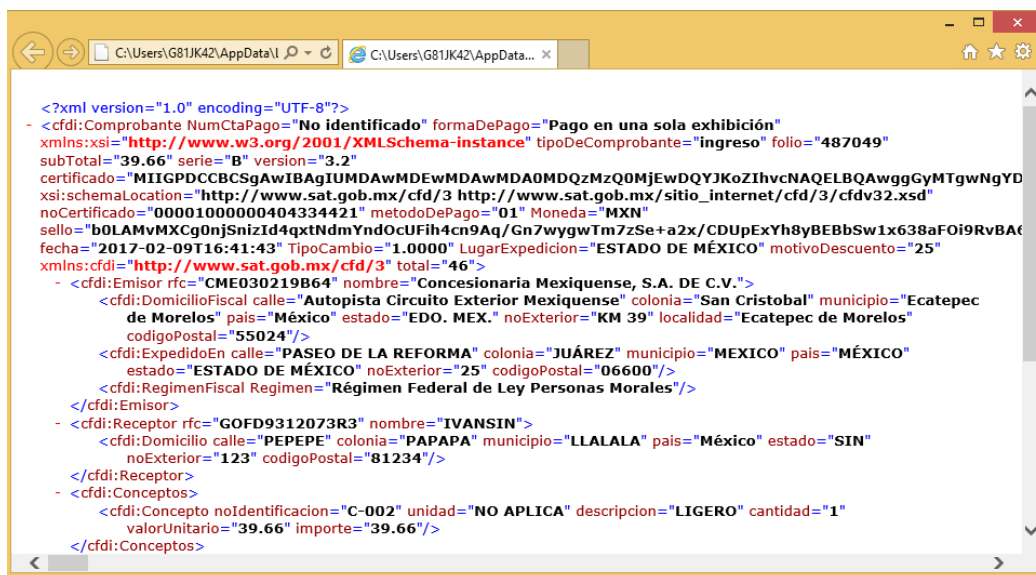 C:\Users\G81JK42\AppData\l
C:\Users\G81JK42\AppData...
<?xml version="1.0" encoding="UTF-8"?>
- <cfdi:Comprobante NumCtaPago="No identificado" formaDePago="Pago en una sola exhibición"
xmlns:xsi="http://www.w3.org/2001/XMLSchema-instance" tipoDeComprobante="ingreso" folio="487049"
subTotal="39.66" serie="B" version="3.2"
certificado="MIIGPDCCBCSgAwIBAgIUMDAwMDEwMDAwMDA0MDQzMzQ0MjEwDQYJKoZIhvcNAQELBQAwggGyMTgwNgYD
xsi:schemaLocation="http://www.sat.gob.mx/cfd/3 http://www.sat.gob.mx/sitio_internet/cfd/3/cfdv32.xsd"
noCertificado="00001000000404334421" metodoDePago="01" Moneda="MXN"
sello="b0LAMvMXCg0njSnizId4qxtNdmYndOcUFih4cn9Aq/Gn7wygwTm7zSe+a2x/CDUpExYh8yBEBbSw1x638aFOi9RvBA6
fecha="2017-02-09T16:41:43" TipoCambio="1.0000" LugarExpedicion="ESTADO DE MÉXICO" motivoDescuento="25"
xmlns:cfdi="http://www.sat.gob.mx/cfd/3" total="46">
- <cfdi:Emisor rfc="CME030219B64" nombre="Concesionaria Mexiquense, S.A. DE C.V.">
<cfdi:DomicilioFiscal calle="Autopista Circuito Exterior Mexiquense" colonia="San Cristobal" municipio="Ecatepec
de Morelos" pais="México" estado="EDO. MEX." noExterior="KM 39" localidad="Ecatepec de Morelos"
codigoPostal="55024"/>
<cfdi:ExpedidoEn calle="PASEO DE LA REFORMA" colonia="JUÁREZ" municipio="MEXICO" pais="MÉXICO"
estado="ESTADO DE MÉXICO" noExterior="25" codigoPostal="06600"/>
<cfdi:RegimenFiscal Regimen="Régimen Federal de Ley Personas Morales"/>
</cfdi:Emisor>
- <cfdi:Receptor rfc="GOFD9312073R3" nombre="IVANSIN">
<cfdi:Domicilio calle="PEPEPE" colonia="PAPAPA" municipio="LLALALA" pais="México" estado="SIN"
noExterior="123" codigoPostal="81234"/>
</cfdi:Receptor>
- <cfdi:Conceptos>
<cfdi:Concepto noIdentificacion="C-002" unidad="NO APLICA" descripcion="LIGERO" cantidad="1"
valorUnitario="39.66" importe="39.66"/>
</cfdi:Conceptos>